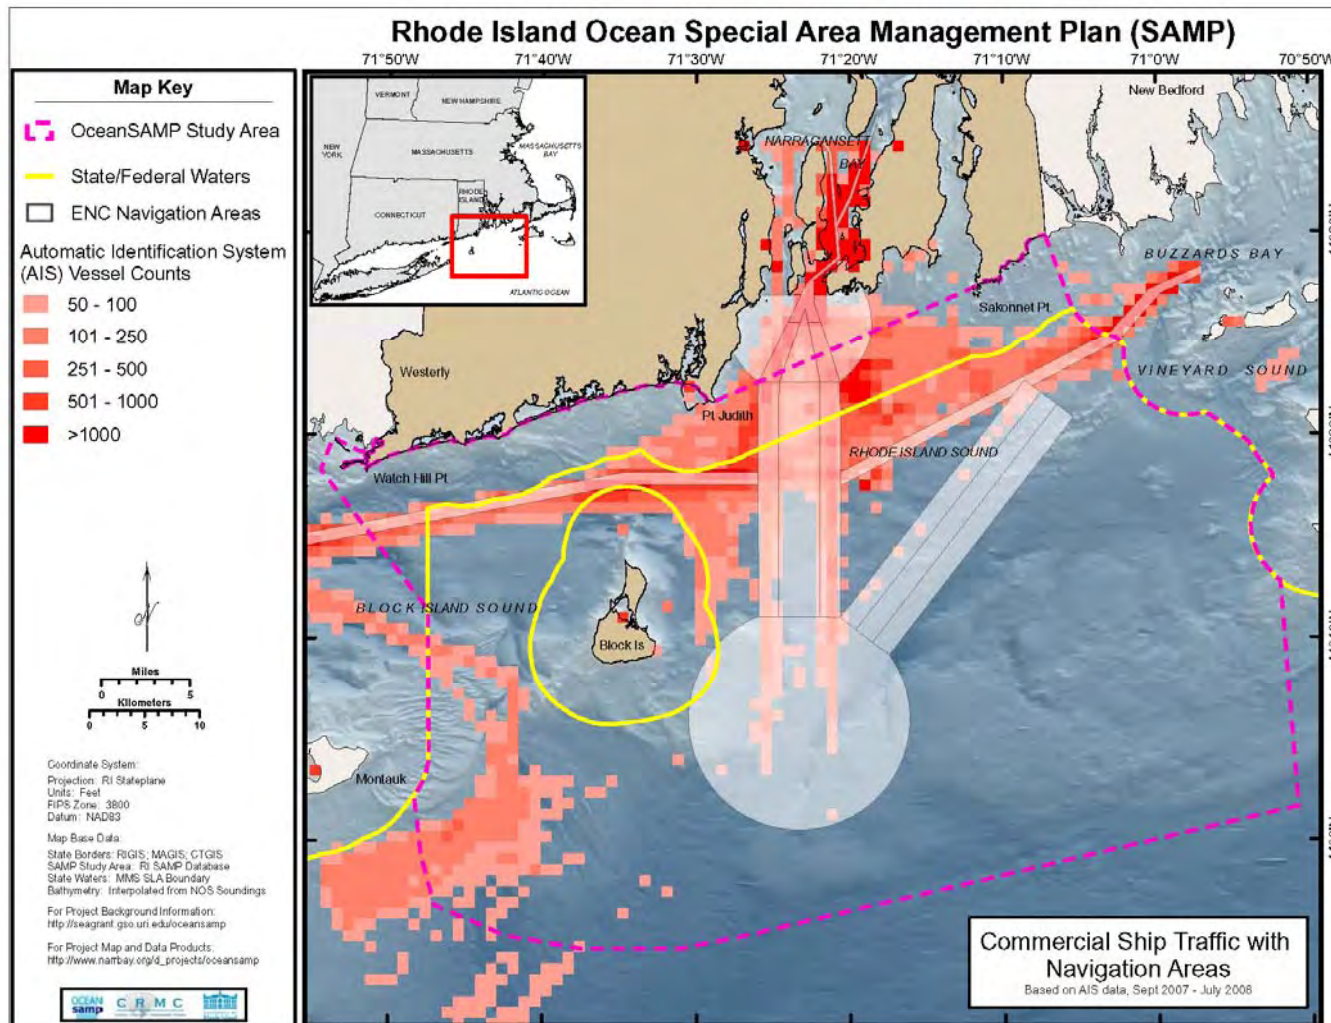 Rhode Island Ocean Special Area Management Plan (SAMP)
71°50'W 71°40'W 71°30'W 71°20'W 71°0'W 70°50'W
Map Key
OceanSAMP Study Area
State/Federal Waters
ENC Navigation Areas
Automatic Identification System
(AIS) Vessel Counts
50 - 100
101 - 250
251 - 500
501 - 1000
>1000
N
Miles
0 5
Kilometers
0 5 10
Coordinate System:
Projection: RI Stateplane
Units: Feet
FIPS Zone: 3800
Datum: NAD83
Map Base Data:
State Borders: RIGIS; MAGIS; CTGIS
SAMP Study Area: RI SAMP Database
State Waters: MMS SLA Boundary
Bathymetry: Interpolated from NOS Soundings
For Project Background Information:
http://seagrant.gso.uri.edu/oceansamp
For Project Map and Data Products:
http://www.narrbay.org/d_projects/oceansamp
OCEAN
samp
CRMC
VERMONT
NEW HAMPSHIRE
NEW
YORK
MASSACHUSETTS
MASSACHUSETTS
BAY
CONNECTICUT
RHODE
ISLAND
ATLANTIC OCEAN
New Bedford
NARRAGANSETT
BAY
BUZZARDS BAY
Sakonnet Pt.
VINEYARD SOUND
Westerly
Pt Judith
RHODE ISLAND SOUND
Watch Hill Pt
BLOCK ISLAND SOUND
Block Is
Montauk
Commercial Ship Traffic with
Navigation Areas
Based on AIS data, Sept 2007 - July 2008